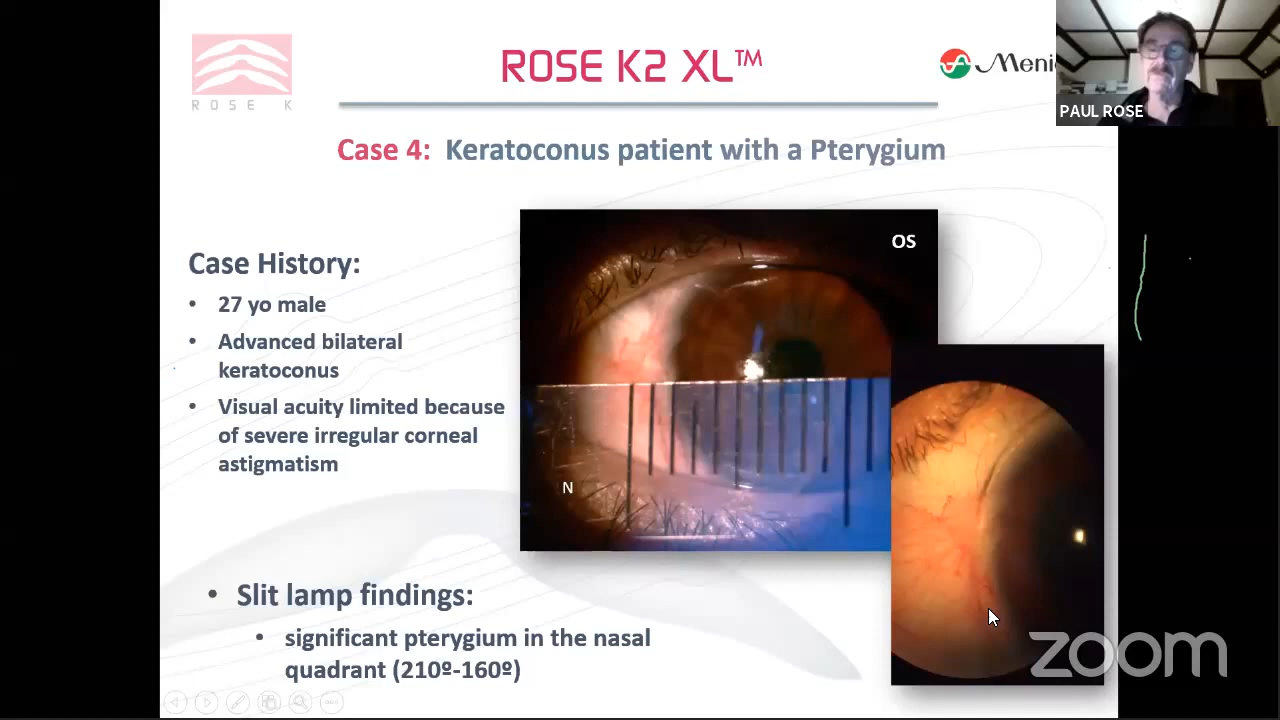 ROSE K
ROSE K2 XL™
Meni
PAUL ROSE
Case 4: Keratoconus patient with a Pterygium
OS
N
Case History:
• 27 yo male
• Advanced bilateral
keratoconus
• Visual acuity limited because
of severe irregular corneal
astigmatism
• Slit lamp findings:
• significant pterygium in the nasal
quadrant (210º-160º)
zoom